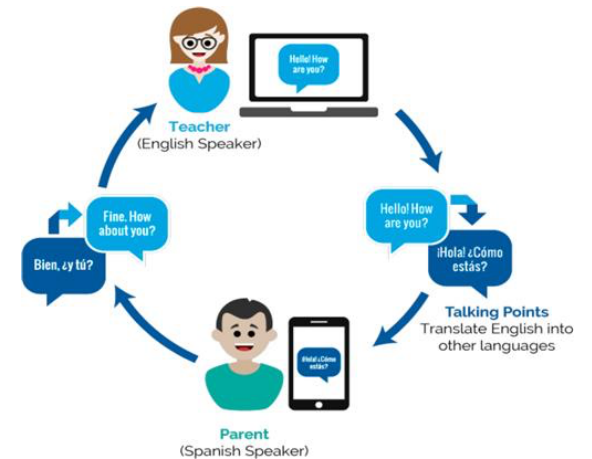 Hello! How
are you?
Teacher
(English Speaker)
Hello! How
are you?
¡Hola! ¿Cómo
estás?
Talking Points
Translate English into
other languages
¡Hola! ¿Cómo
estás?
Parent
(Spanish Speaker)
Bien, ¿y tú?
Fine. How
about you?